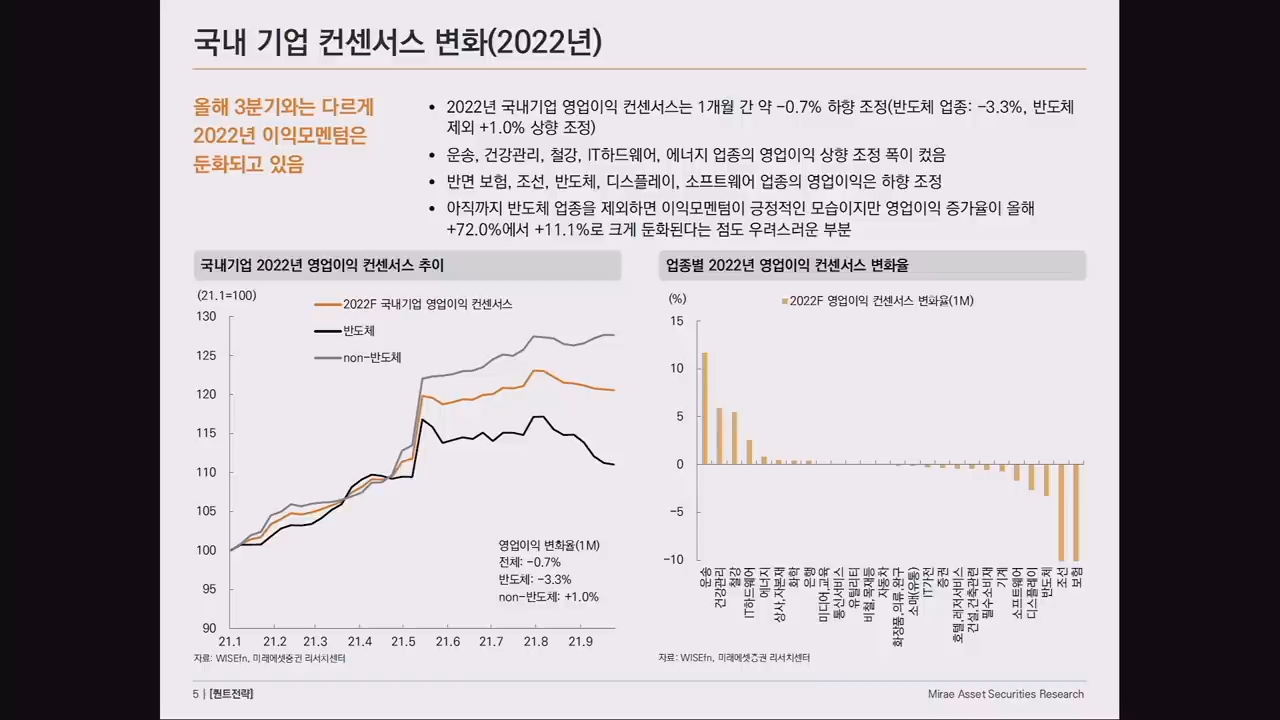 국내 기업 컨센서스 변화(2022년)
올해 3분기와는 다르게
2022년 이익모멘텀은
둔화되고 있음
• 2022년 국내기업 영업이익 컨센서스는 1개월 간 약 -0.7% 하향 조정(반도체 업종: -3.3%, 반도체
제외 +1.0% 상향 조정)
• 운송, 건강관리, 철강, IT하드웨어, 에너지 업종의 영업이익 상향 조정 폭이 컸음
• 반면 보험, 조선, 반도체, 디스플레이, 소프트웨어 업종의 영업이익은 하향 조정
• 아직까지 반도체 업종을 제외하면 이익모멘텀이 긍정적인 모습이지만 영업이익 증가율이 올해
+72.0%에서 +11.1%로 크게 둔화된다는 점도 우려스러운 부분
국내기업 2022년 영업이익 컨센서스 추이
(21.1=100)
2022F 국내기업 영업이익 컨센서스
반도체
non-반도체
130
125
120
115
110
105
100
95
90
영업이익 변화율(1M)
전체: -0.7%
반도체: -3.3%
non-반도체: +1.0%
21.1 21.2 21.3 21.4 21.5 21.6 21.7 21.8 21.9
자료: WISEfn, 미래에셋증권 리서치센터
업종별 2022년 영업이익 컨센서스 변화율
(%)
2022F 영업이익 컨센서스 변화율(1M)
15
10
5
0
-5
-10
운송
건강관리
철강
IT하드웨어
에너지
상사,자본재
화학
은행
미디어,교육
통신서비스
유틸리티
비철,목재등
자동차
화장품,의류,완구
소매(유통)
IT가전
증권
호텔,레저서비스
건설,건축관련
필수소비재
기계
소프트웨어
디스플레이
반도체
조선
보험
자료: WISEfn, 미래에셋증권 리서치센터
5 | [퀀트전략]
Mirae Asset Securities Research